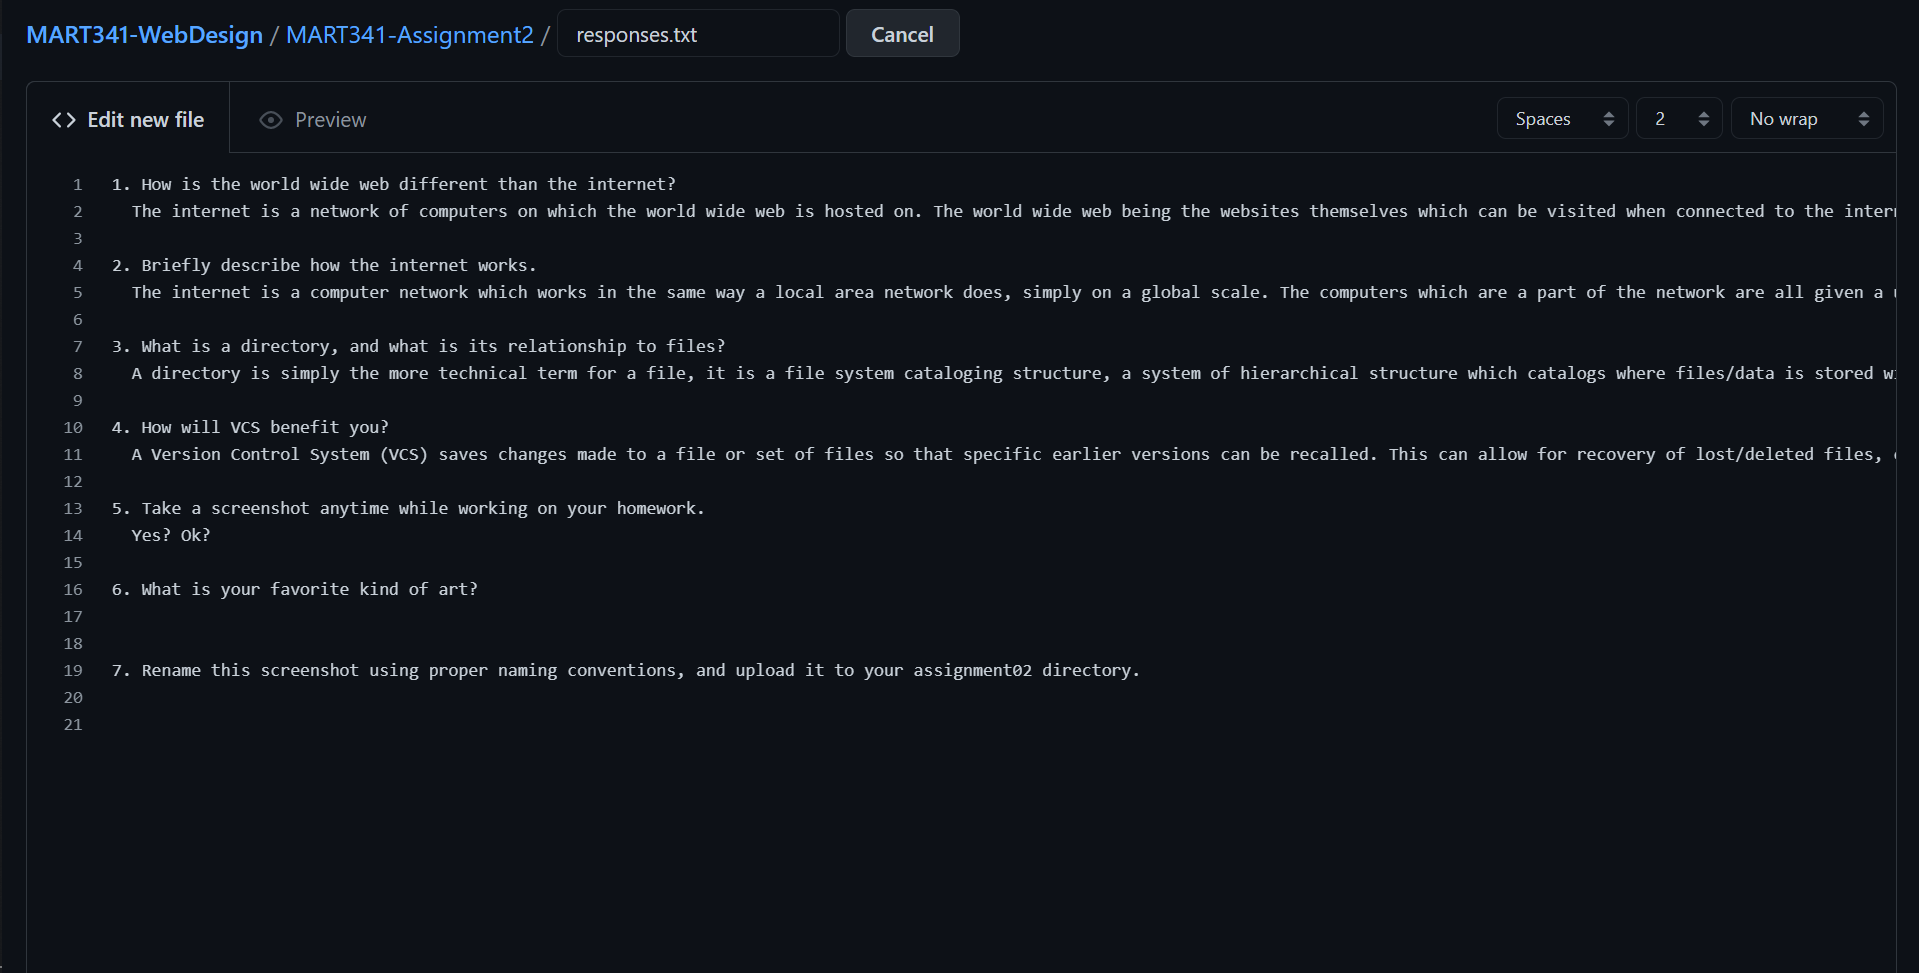 MART341-WebDesign / MART341-Assignment2 / responses.txt Cancel
Edit new file Preview Spaces 2 No wrap
1 1. How is the world wide web different than the internet?
2 The internet is a network of computers on which the world wide web is hosted on. The world wide web being the websites themselves which can be visited when connected to the
3
4 2. Briefly describe how the internet works.
5 The internet is a computer network which works in the same way a local area network does, simply on a global scale. The computers which are a part of the network are all given a
6
7 3. What is a directory, and what is its relationship to files?
8 A directory is simply the more technical term for a file, it is a file system cataloging structure, a system of hierarchical structure which catalogs where files/data is stored
9
10 4. How will VCS benefit you?
11 A Version Control System (VCS) saves changes made to a file or set of files so that specific earlier versions can be recalled. This can allow for recovery of lost/deleted files,
12
13 5. Take a screenshot anytime while working on your homework.
14 Yes? Ok?
15
16 6. What is your favorite kind of art?
17
18
19 7. Rename this screenshot using proper naming conventions, and upload it to your assignment02 directory.
20
21